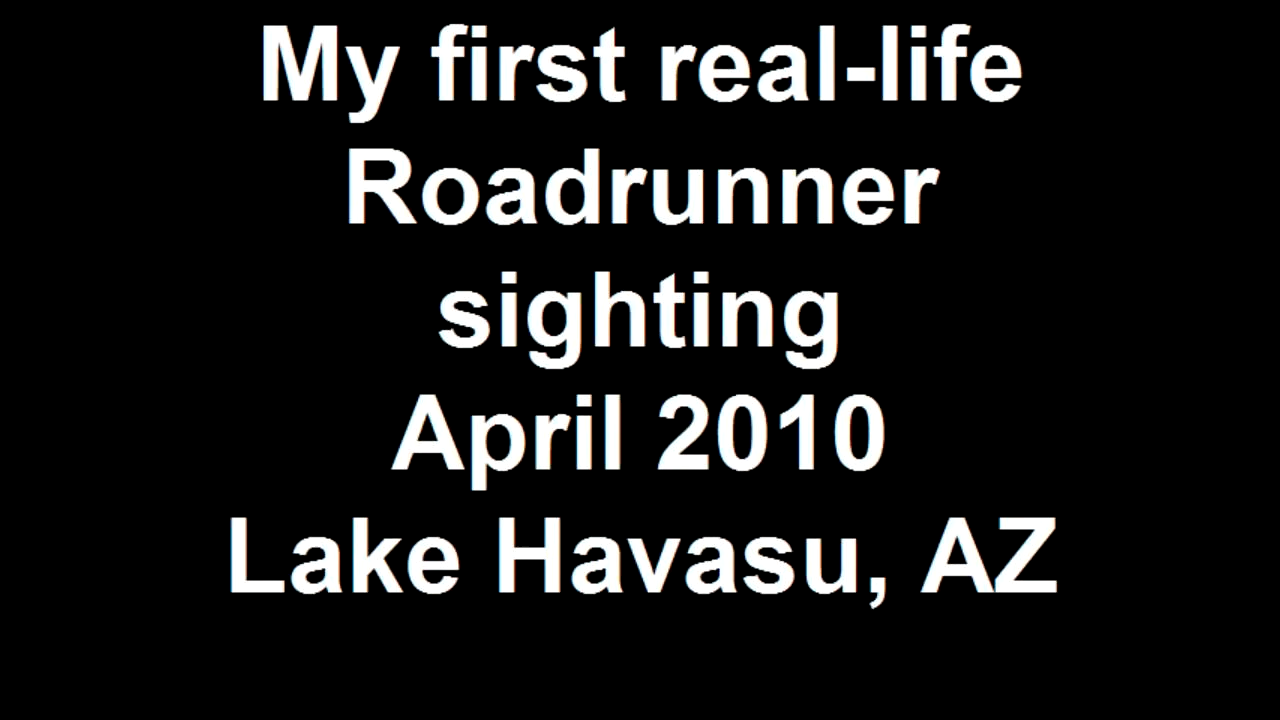 My first real-life
Roadrunner
sighting
April 2010
Lake Havasu, AZ